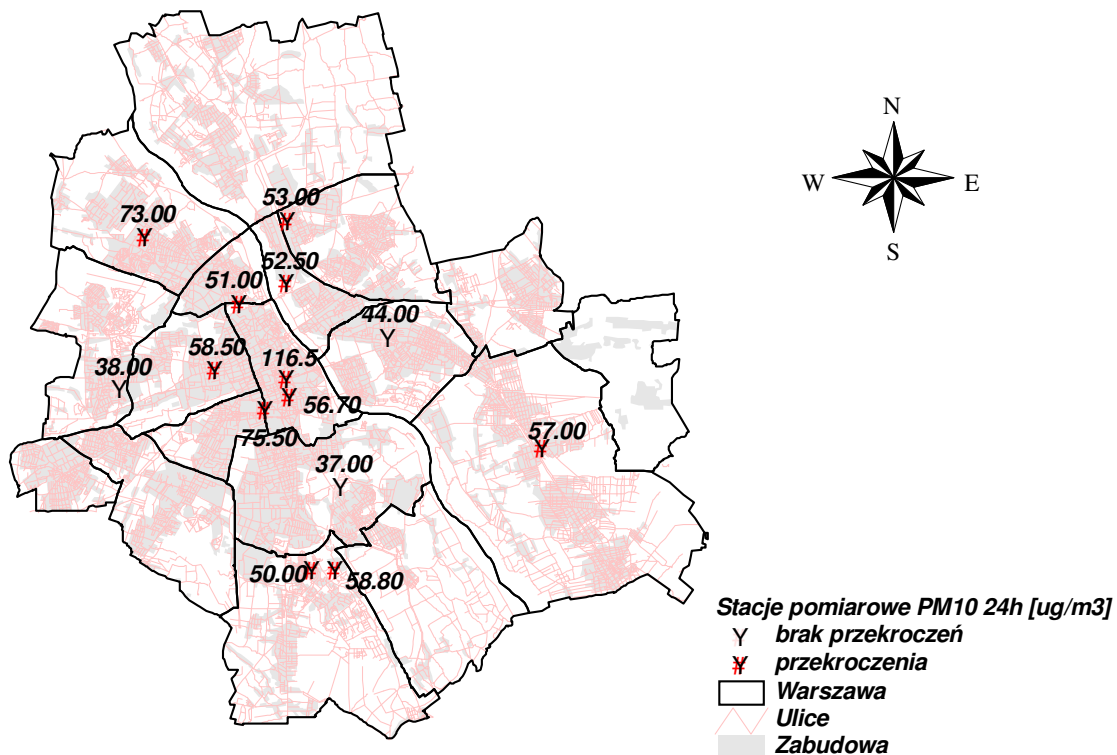 N
W E
S
53.00
73.00
52.50
51.00
44.00
58.50
116.5
38.00
56.70
75.50
57.00
37.00
50.00
58.80
Stacje pomiarowe PM10 24h [ug/m3]
brak przekroczeń
przekroczenia
Warszawa
Ulice
Zabudowa